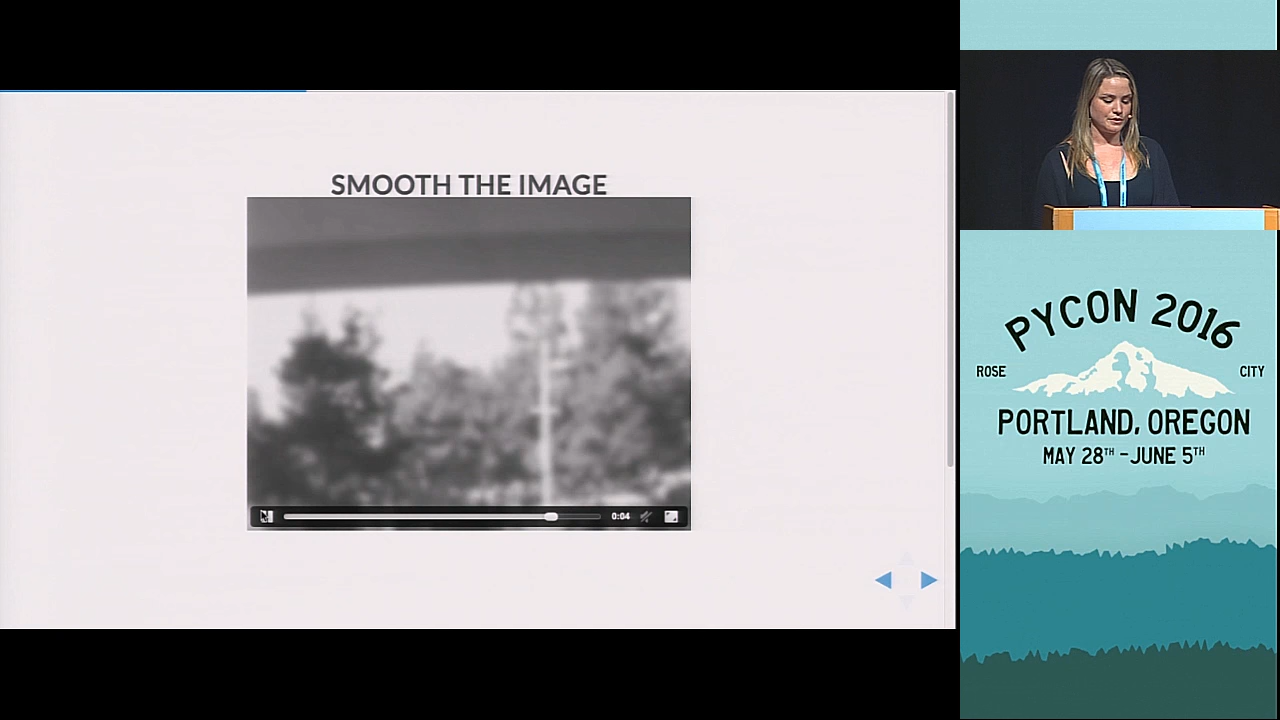 SMOOTH THE IMAGE
0:04
PYCON 2016
ROSE CITY
PORTLAND, OREGON
MAY 28TH - JUNE 5TH